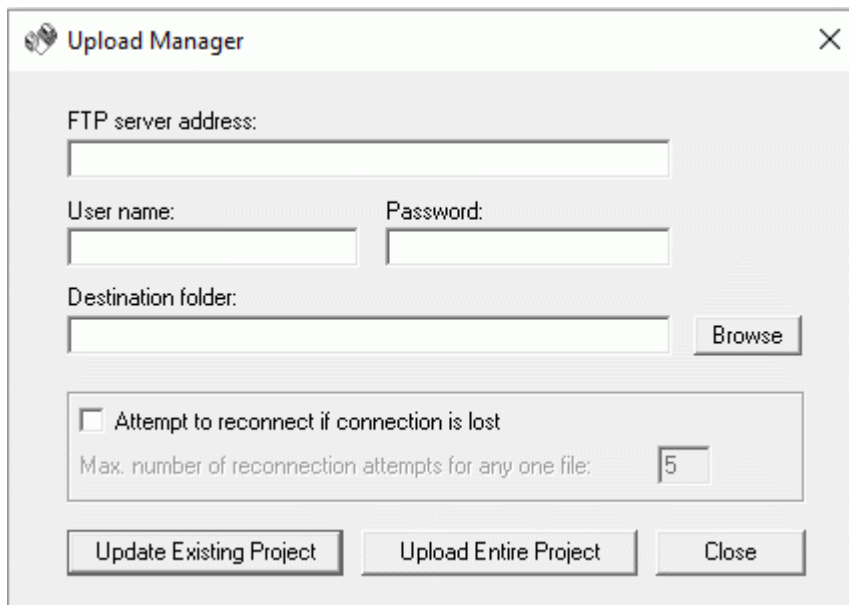 Upload Manager
FTP server address:
User name: Password:
Destination folder:
Browse
Attempt to reconnect if connection is lost
Max. number of reconnection attempts for any one file: 5
Update Existing Project Upload Entire Project Close